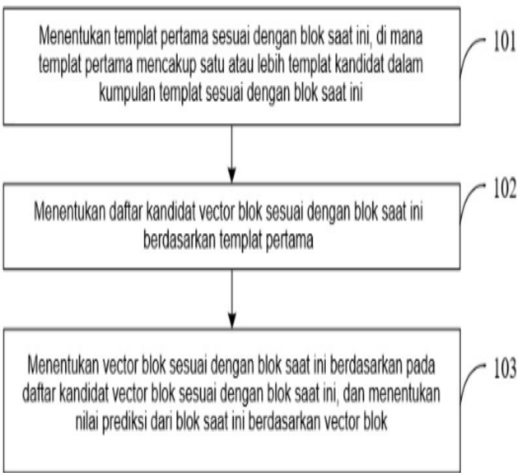 Menentukan templat pertama sesuai dengan blok saat ini, di mana
templat pertama mencakup satu atau lebih templat kandidat dalam
kumpulan templat sesuai dengan blok saat ini
101
Menentukan daftar kandidat vector blok sesuai dengan blok saat ini
berdasarkan templat pertama
102
Menentukan vector blok sesuai dengan blok saat ini berdasarkan pada
daftar kandidat vector blok sesuai dengan blok saat ini, dan menentukan
nilai prediksi dari blok saat ini berdasarkan vector blok
103